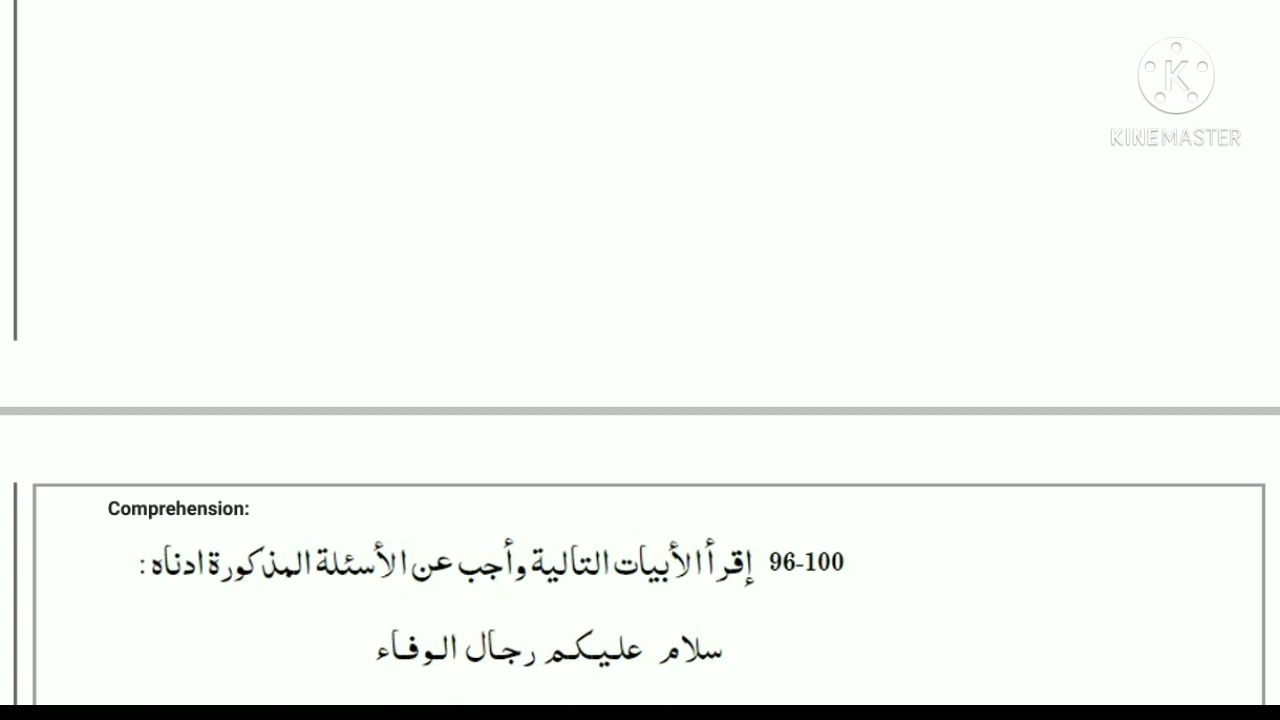 KINEMASTER
Comprehension:
96-100 إقرأ الأبيات التالية وأجب عن الأسئلة المذكورة ادناه :
سلام عليكم رجال الوفاء